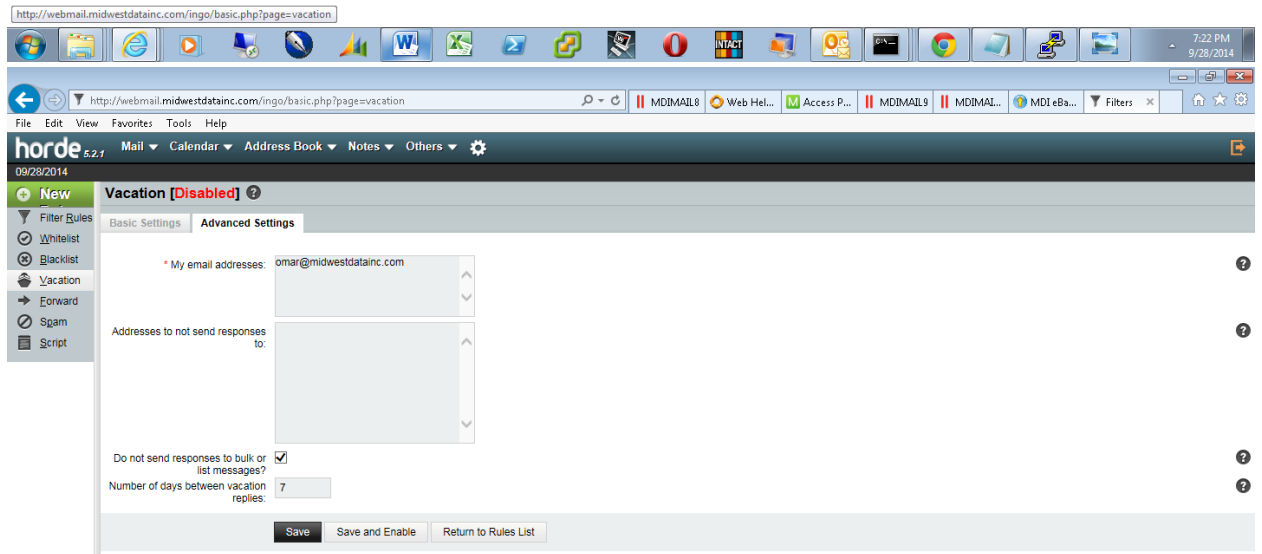 http://webmail.midwestdatainc.com/ingo/basic.php?page=vacation
INTACT
7:22 PM
9/28/2014
http://webmail.midwestdatainc.com/ingo/basic.php?page=vacation
MDIMAIL8
Web Hel...
Access P...
MDIMAIL9
MDIMAI...
MDI eBa...
Filters
File Edit View Favorites Tools Help
horde 5.2.1 Mail Calendar Address Book Notes Others
09/28/2014
New
Vacation [Disabled]
Filter Rules
Whitelist
Blacklist
Vacation
Forward
Spam
Script
Basic Settings Advanced Settings
* My email addresses: omar@midwestdatainc.com
Addresses to not send responses
to:
Do not send responses to bulk or
list messages?
Number of days between vacation 7
replies:
Save Save and Enable Return to Rules List